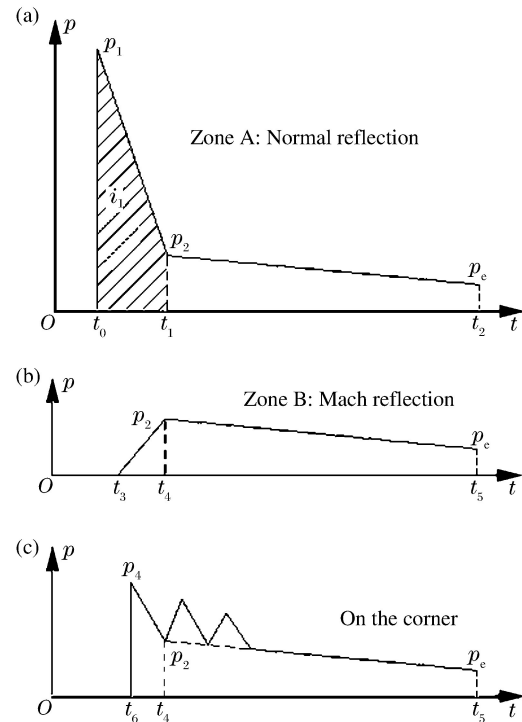 (a)
p
p₁
Zone A: Normal reflection
i₁
p₂
pₑ
O
t₀
t₁
t₂
t
(b)
p
Zone B: Mach reflection
p₂
pₑ
O
t₃
t₄
t₅
t
(c)
p
p₄
On the corner
p₂
pₑ
O
t₆
t₄
t₅
t